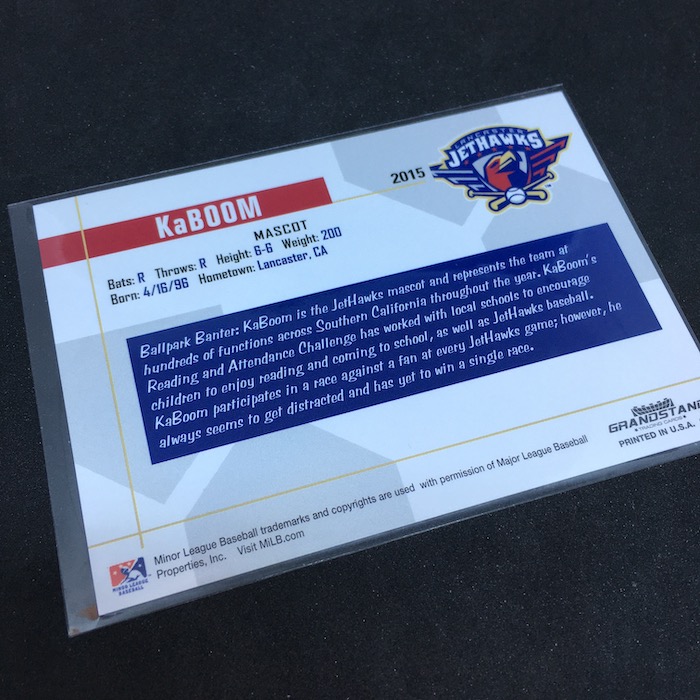 LANCASTER
JETHAWKS
2015
KaBOOM
MASCOT
Bats: R Throws: R Height: 6-6 Weight: 200
Born: 4/16/96 Hometown: Lancaster, CA
Ballpark Banter: KaBoom is the JetHawks mascot and represents the team at
hundreds of functions across Southern California throughout the year. KaBoom's
Reading and Attendance Challenge has worked with local schools to encourage
children to enjoy reading and coming to school, as well as JetHawks baseball.
KaBoom participates in a race against a fan at every JetHawks game; however, he
always seems to get distracted and has yet to win a single race.
GRANDSTAND
TRADING CARDS
PRINTED IN U.S.A.
Minor League Baseball trademarks and copyrights are used with permission of Major League Baseball
Properties, Inc. Visit MiLB.com
MINOR LEAGUE
BASEBALL